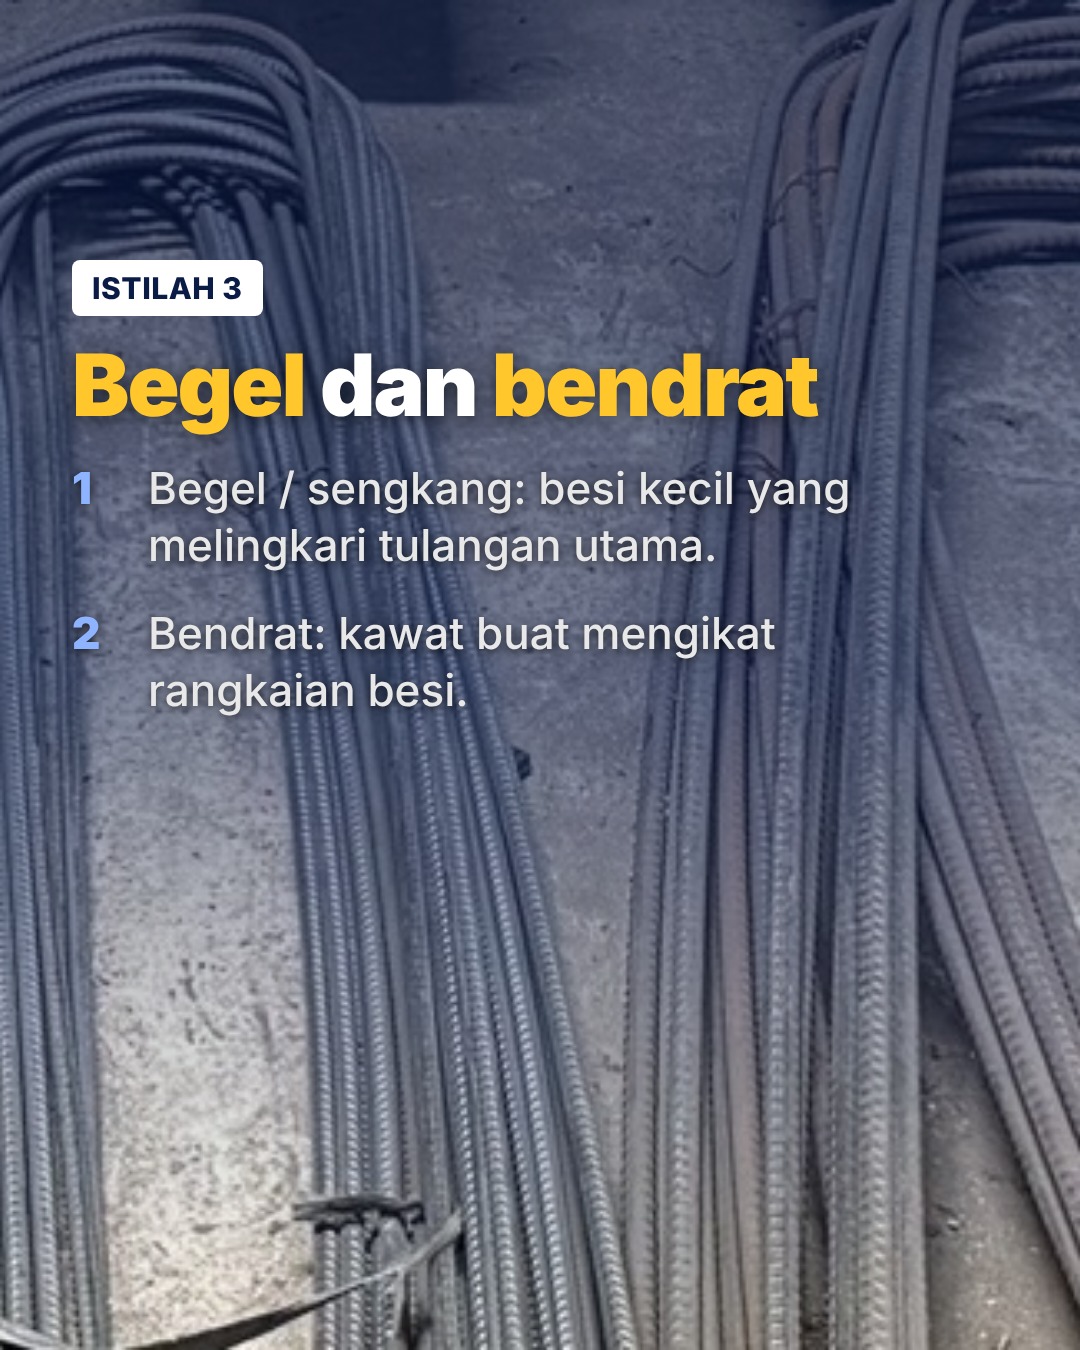 ISTILAH 3
Begel dan bendrat
1 Begel / sengkang: besi kecil yang
melingkari tulangan utama.
2 Bendrat: kawat buat mengikat
rangkaian besi.